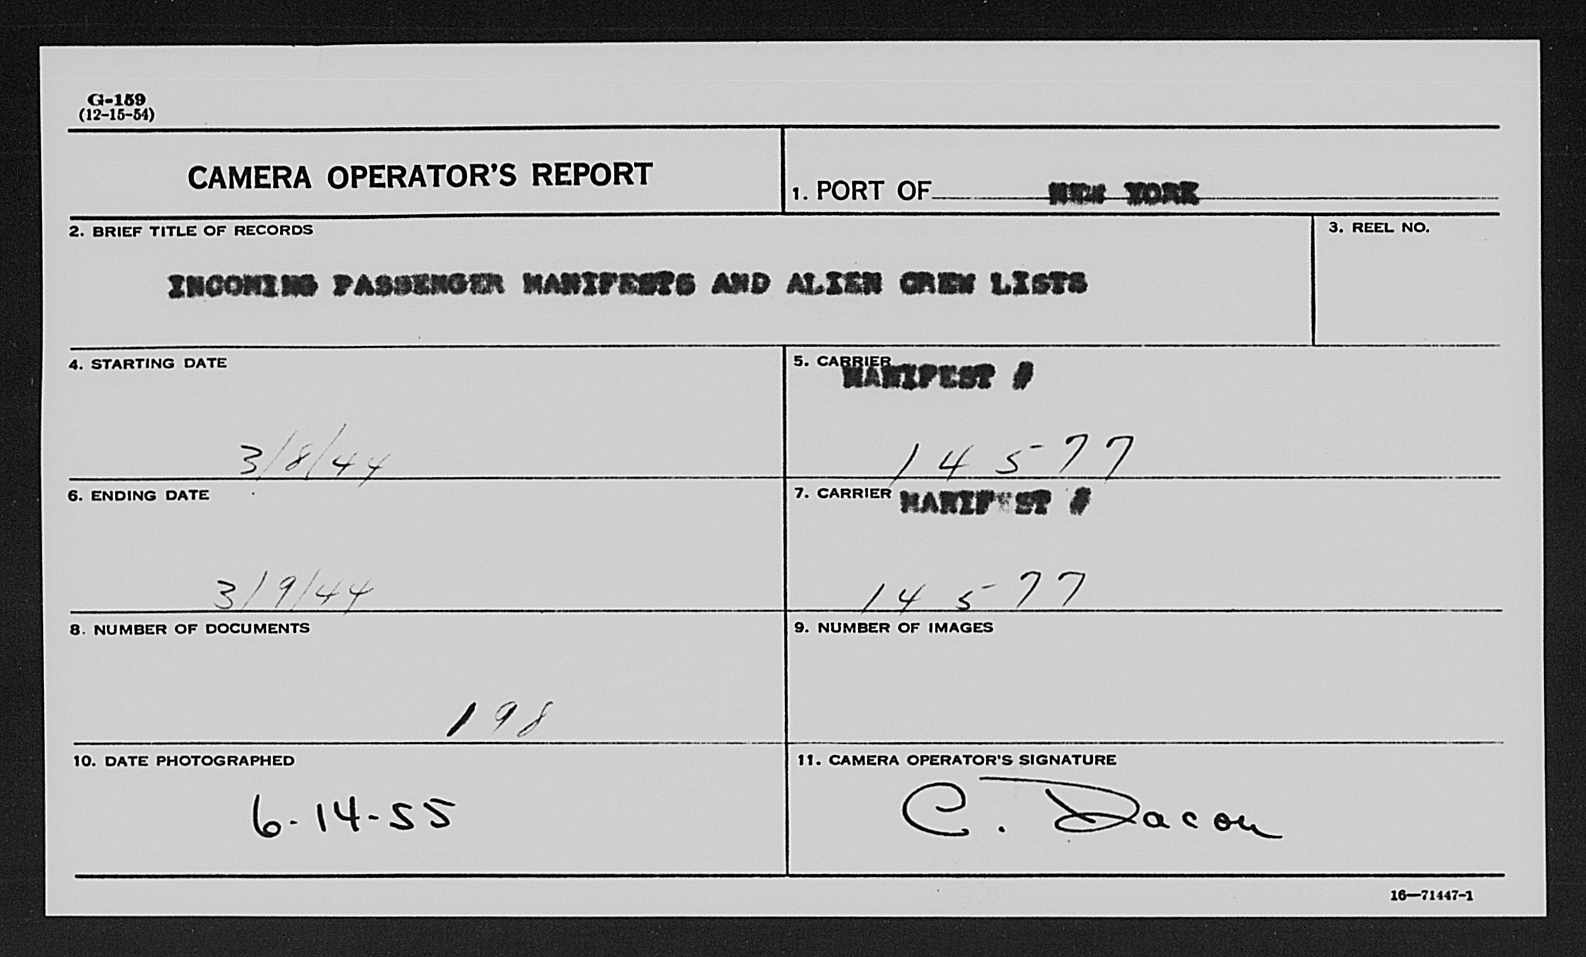 G-159
(12-15-54)
CAMERA OPERATOR'S REPORT
1. PORT OF NEW YORK
2. BRIEF TITLE OF RECORDS
3. REEL NO.
INCOMING PASSENGER MANIFESTS AND ALIEN CREW LISTS
4. STARTING DATE
5. CARRIER
MANIFEST #
3/8/44
14577
6. ENDING DATE
7. CARRIER MANIFEST #
3/9/44
14577
8. NUMBER OF DOCUMENTS
9. NUMBER OF IMAGES
198
10. DATE PHOTOGRAPHED
11. CAMERA OPERATOR'S SIGNATURE
6-14-55
C. Dacon
16—71447-1